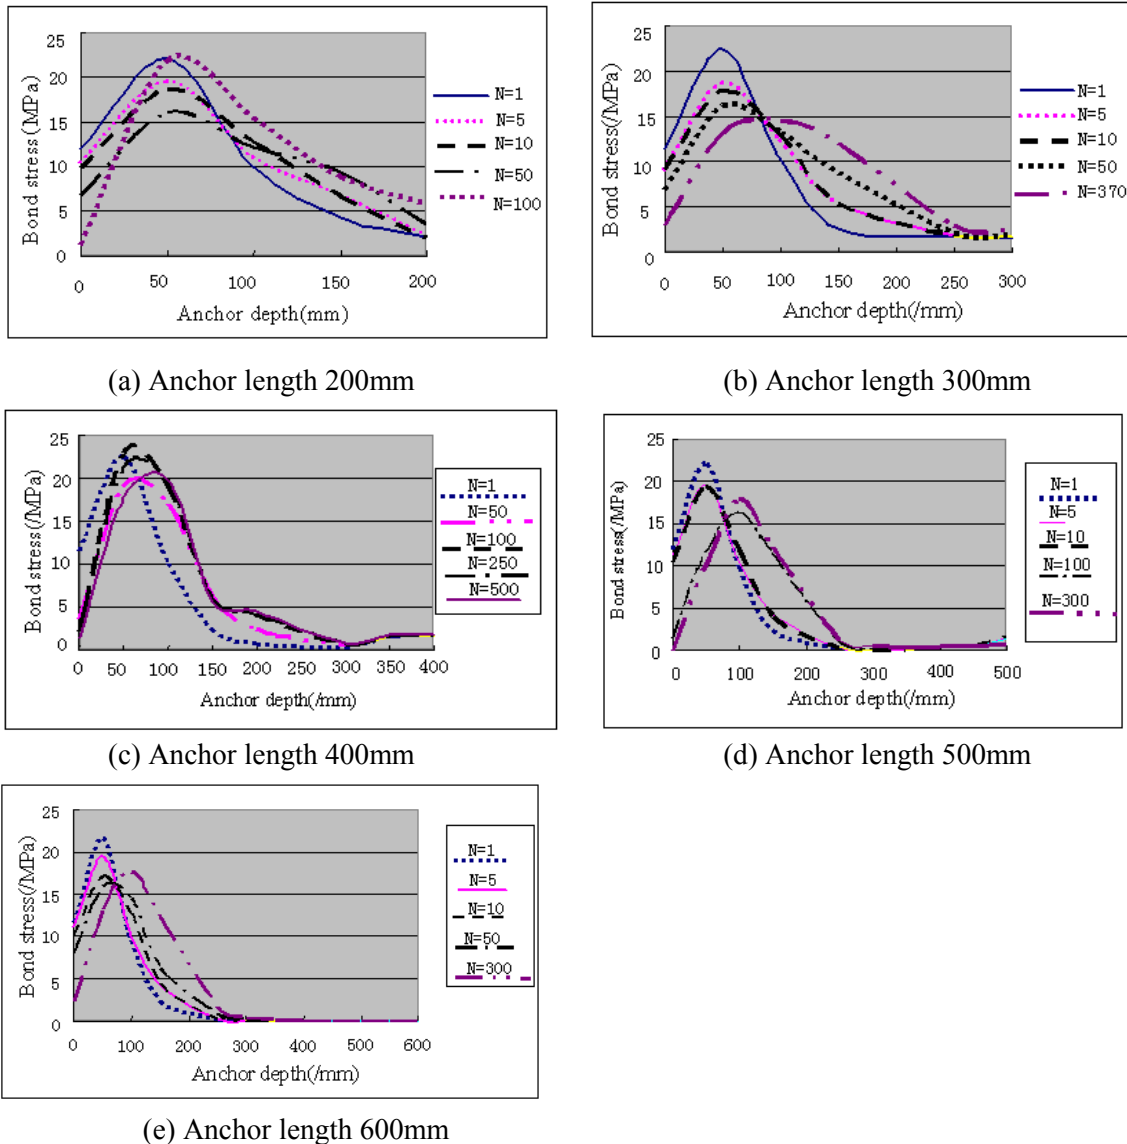 Bond stress(MPa)
25
20
15
10
5
0
0 50 100 150 200
Anchor depth(mm)
N=1
N=5
N=10
N=50
N=100
(a) Anchor length 200mm
Bond stress(/MPa)
25
20
15
10
5
0
0 50 100 150 200 250 300
Anchor depth(/mm)
N=1
N=5
N=10
N=50
N=370
(b) Anchor length 300mm
Bond stress(/MPa)
25
20
15
10
5
0
0 50 100 150 200 250 300 350 400
Anchor depth(/mm)
N=1
N=50
N=100
N=250
N=500
(c) Anchor length 400mm
Bond stress(/MPa)
25
20
15
10
5
0
0 100 200 300 400 500
Anchor depth(/mm)
N=1
N=5
N=10
N=100
N=300
(d) Anchor length 500mm
Bond stress(/MPa)
25
20
15
10
5
0
0 100 200 300 400 500 600
Anchor depth(/mm)
N=1
N=5
N=10
N=50
N=300
(e) Anchor length 600mm